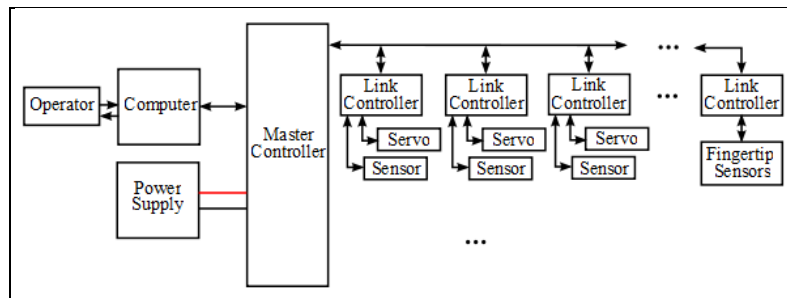 Operator
Computer
Master
Controller
Power
Supply
Link
Controller
Servo
Sensor
Link
Controller
Servo
Sensor
Link
Controller
Servo
Sensor
...
...
Link
Controller
Fingertip
Sensors
...